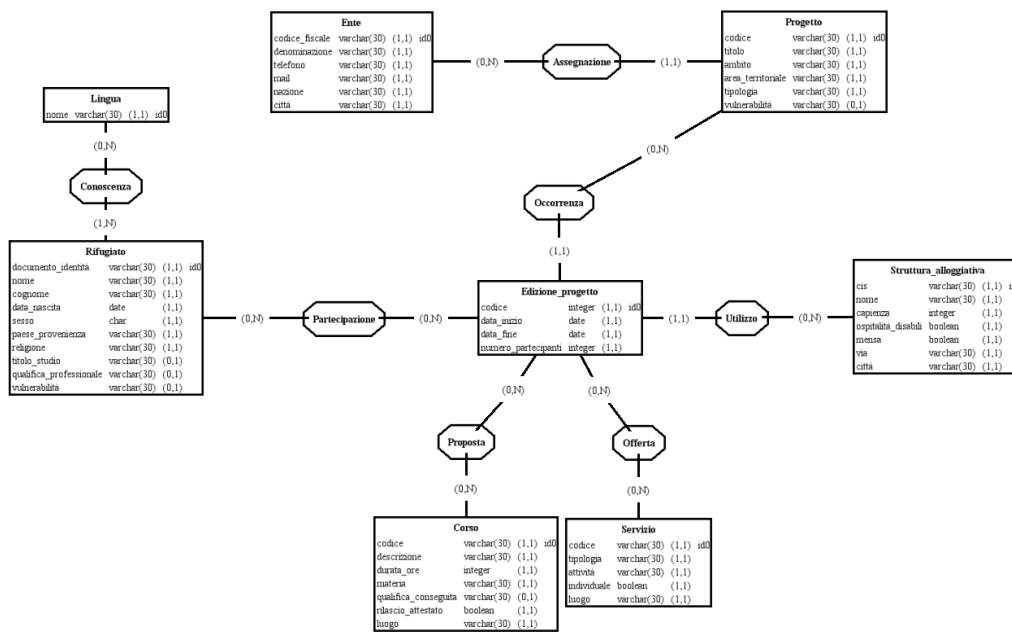 Ente
codice_fiscale varchar(30) (1,1) id0
denominazione varchar(30) (1,1)
telefono varchar(30) (1,1)
mail varchar(30) (1,1)
nazione varchar(30) (1,1)
città varchar(30) (1,1)
(0,N)
Assegnazione
(1,1)
Progetto
codice varchar(30) (1,1) id0
titolo varchar(30) (1,1)
ambito varchar(30) (1,1)
area_territoriale varchar(30) (1,1)
tipologia varchar(30) (1,1)
vulnerabilità varchar(30) (0,1)
Lingua
nome varchar(30) (1,1) id0
(0,N)
Conoscenza
(1,N)
(0,N)
Occorrenza
(1,1)
Rifugiato
documento_identità varchar(30) (1,1) id0
nome varchar(30) (1,1)
cognome varchar(30) (1,1)
data_nascita date (1,1)
sesso char (1,1)
paese_provenienza varchar(30) (1,1)
religione varchar(30) (1,1)
titolo_studio varchar(30) (0,1)
qualifica_professionale varchar(30) (0,1)
vulnerabilità varchar(30) (0,1)
(0,N)
Partecipazione
(0,N)
Edizione_progetto
codice integer (1,1) id0
data_inizio date (1,1)
data_fine date (1,1)
numero_partecipanti integer (1,1)
(1,1)
Utilizzo
(0,N)
Struttura_alloggiativa
cis varchar(30) (1,1) i
nome varchar(30) (1,1)
capienza integer (1,1)
ospitalità_disabili boolean (1,1)
mensa boolean (1,1)
via varchar(30) (1,1)
città varchar(30) (1,1)
(0,N)
Proposta
(0,N)
(0,N)
Offerta
(0,N)
Corso
codice varchar(30) (1,1) id0
descrizione varchar(30) (1,1)
durata_ore integer (1,1)
materia varchar(30) (1,1)
qualifica_conseguita varchar(30) (0,1)
rilascio_attestato boolean (1,1)
luogo varchar(30) (1,1)
Servizio
codice varchar(30) (1,1) id0
tipologia varchar(30) (1,1)
attività varchar(30) (1,1)
individuale boolean (1,1)
luogo varchar(30) (1,1)